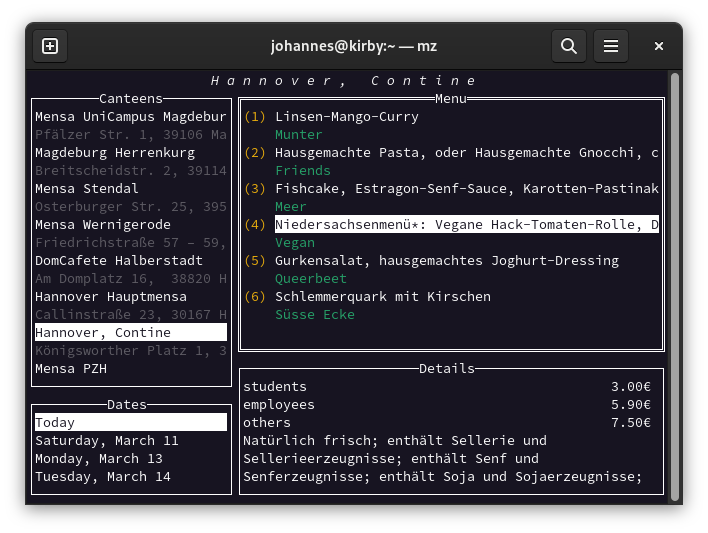 johannes@kirby:~ — mz
Hannover, Contine
Canteens
Mensa UniCampus Magdebur
Pfälzer Str. 1, 39106 Ma
Magdeburg Herrenkurg
Breitscheidstr. 2, 39114
Mensa Stendal
Osterburger Str. 25, 395
Mensa Wernigerode
Friedrichstraße 57 – 59,
DomCafete Halberstadt
Am Domplatz 16,  38820 H
Hannover Hauptmensa
Callinstraße 23, 30167 H
Hannover, Contine
Königsworther Platz 1, 3
Mensa PZH
Dates
Today
Saturday, March 11
Monday, March 13
Tuesday, March 14
Menu
(1) Linsen-Mango-Curry
Munter
(2) Hausgemachte Pasta, oder Hausgemachte Gnocchi, c
Friends
(3) Fishcake, Estragon-Senf-Sauce, Karotten-Pastinak
Meer
(4) Niedersachsenmenü*: Vegane Hack-Tomaten-Rolle, D
Vegan
(5) Gurkensalat, hausgemachtes Joghurt-Dressing
Queerbeet
(6) Schlemmerquark mit Kirschen
Süsse Ecke
Details
students 3.00€
employees 5.90€
others 7.50€
Natürlich frisch; enthält Sellerie und
Sellerieerzeugnisse; enthält Senf und
Senferzeugnisse; enthält Soja und Sojaerzeugnisse;